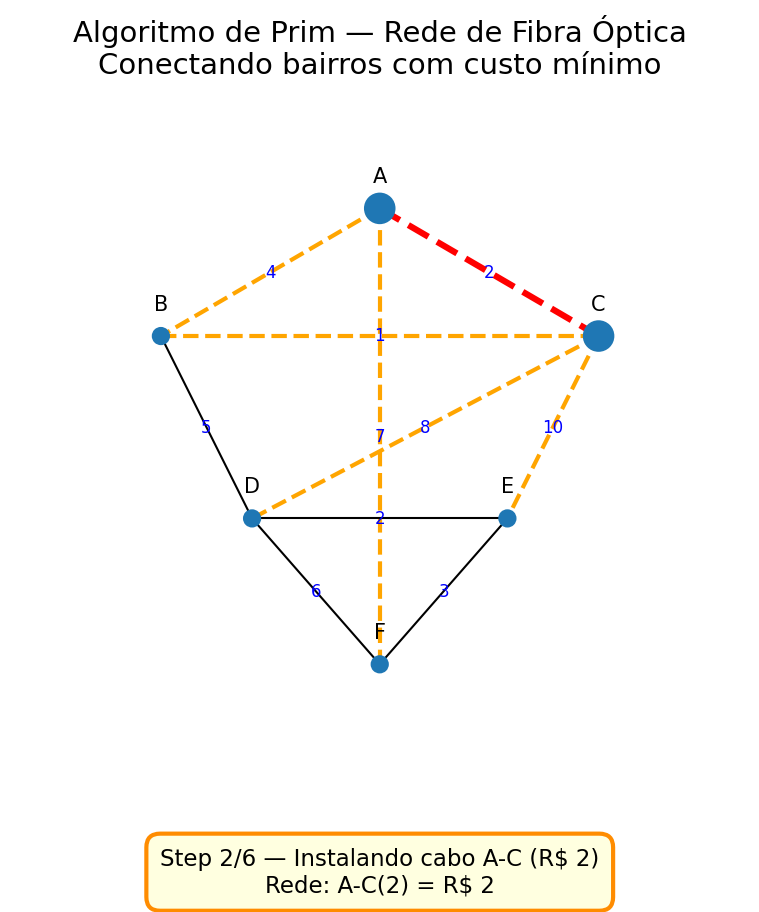 Algoritmo de Prim — Rede de Fibra Óptica
Conectando bairros com custo mínimo
A
4
2
B
C
1
5
7
8
10
D
E
2
6
3
F
Step 2/6 — Instalando cabo A-C (R$ 2)
Rede: A-C(2) = R$ 2